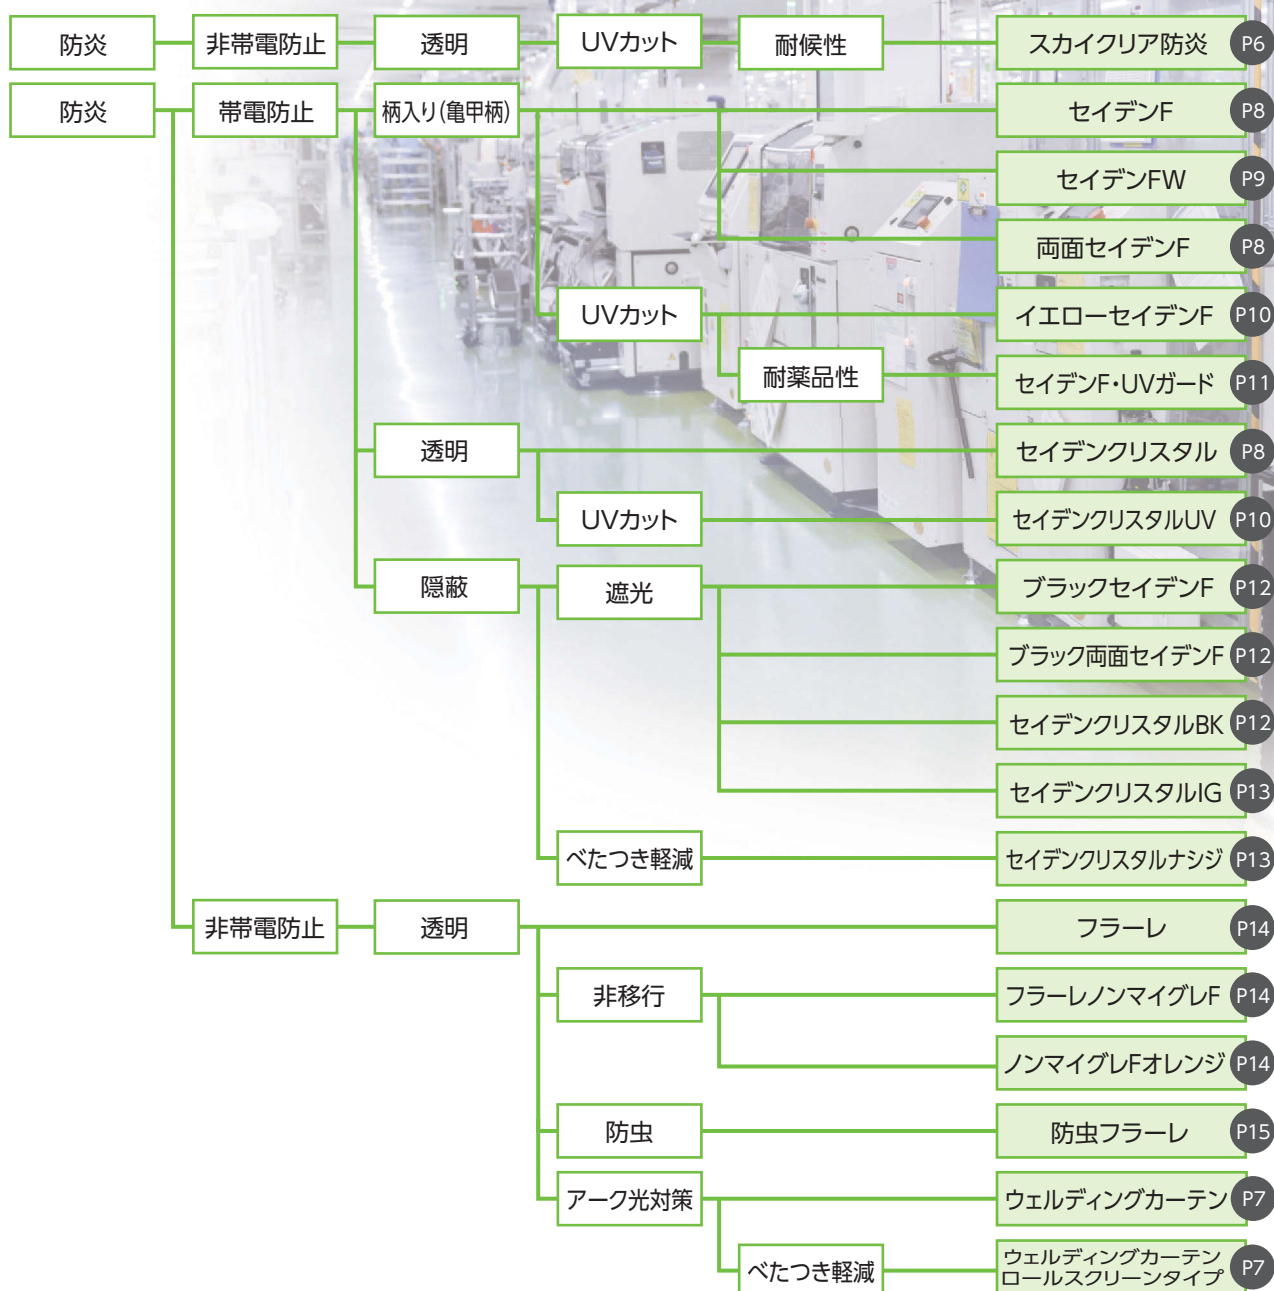 防炎
非帯電防止
透明
UVカット
耐候性
スカイクリア防炎
P6
防炎
帯電防止
柄入り(亀甲柄)
セイデンF
P8
セイデンFW
P9
両面セイデンF
P8
UVカット
イエローセイデンF
P10
耐薬品性
セイデンF・UVガード
P11
透明
セイデンクリスタル
P8
UVカット
セイデンクリスタルUV
P10
隠蔽
遮光
ブラックセイデンF
P12
ブラック両面セイデンF
P12
セイデンクリスタルBK
P12
セイデンクリスタルIG
P13
べたつき軽減
セイデンクリスタルナシジ
P13
非帯電防止
透明
フラーレ
P14
非移行
フラーレノンマイグレF
P14
ノンマイグレFオレンジ
P14
防虫
防虫フラーレ
P15
アーク光対策
ウェルディングカーテン
P7
べたつき軽減
ウェルディングカーテン
ロールスクリーンタイプ
P7